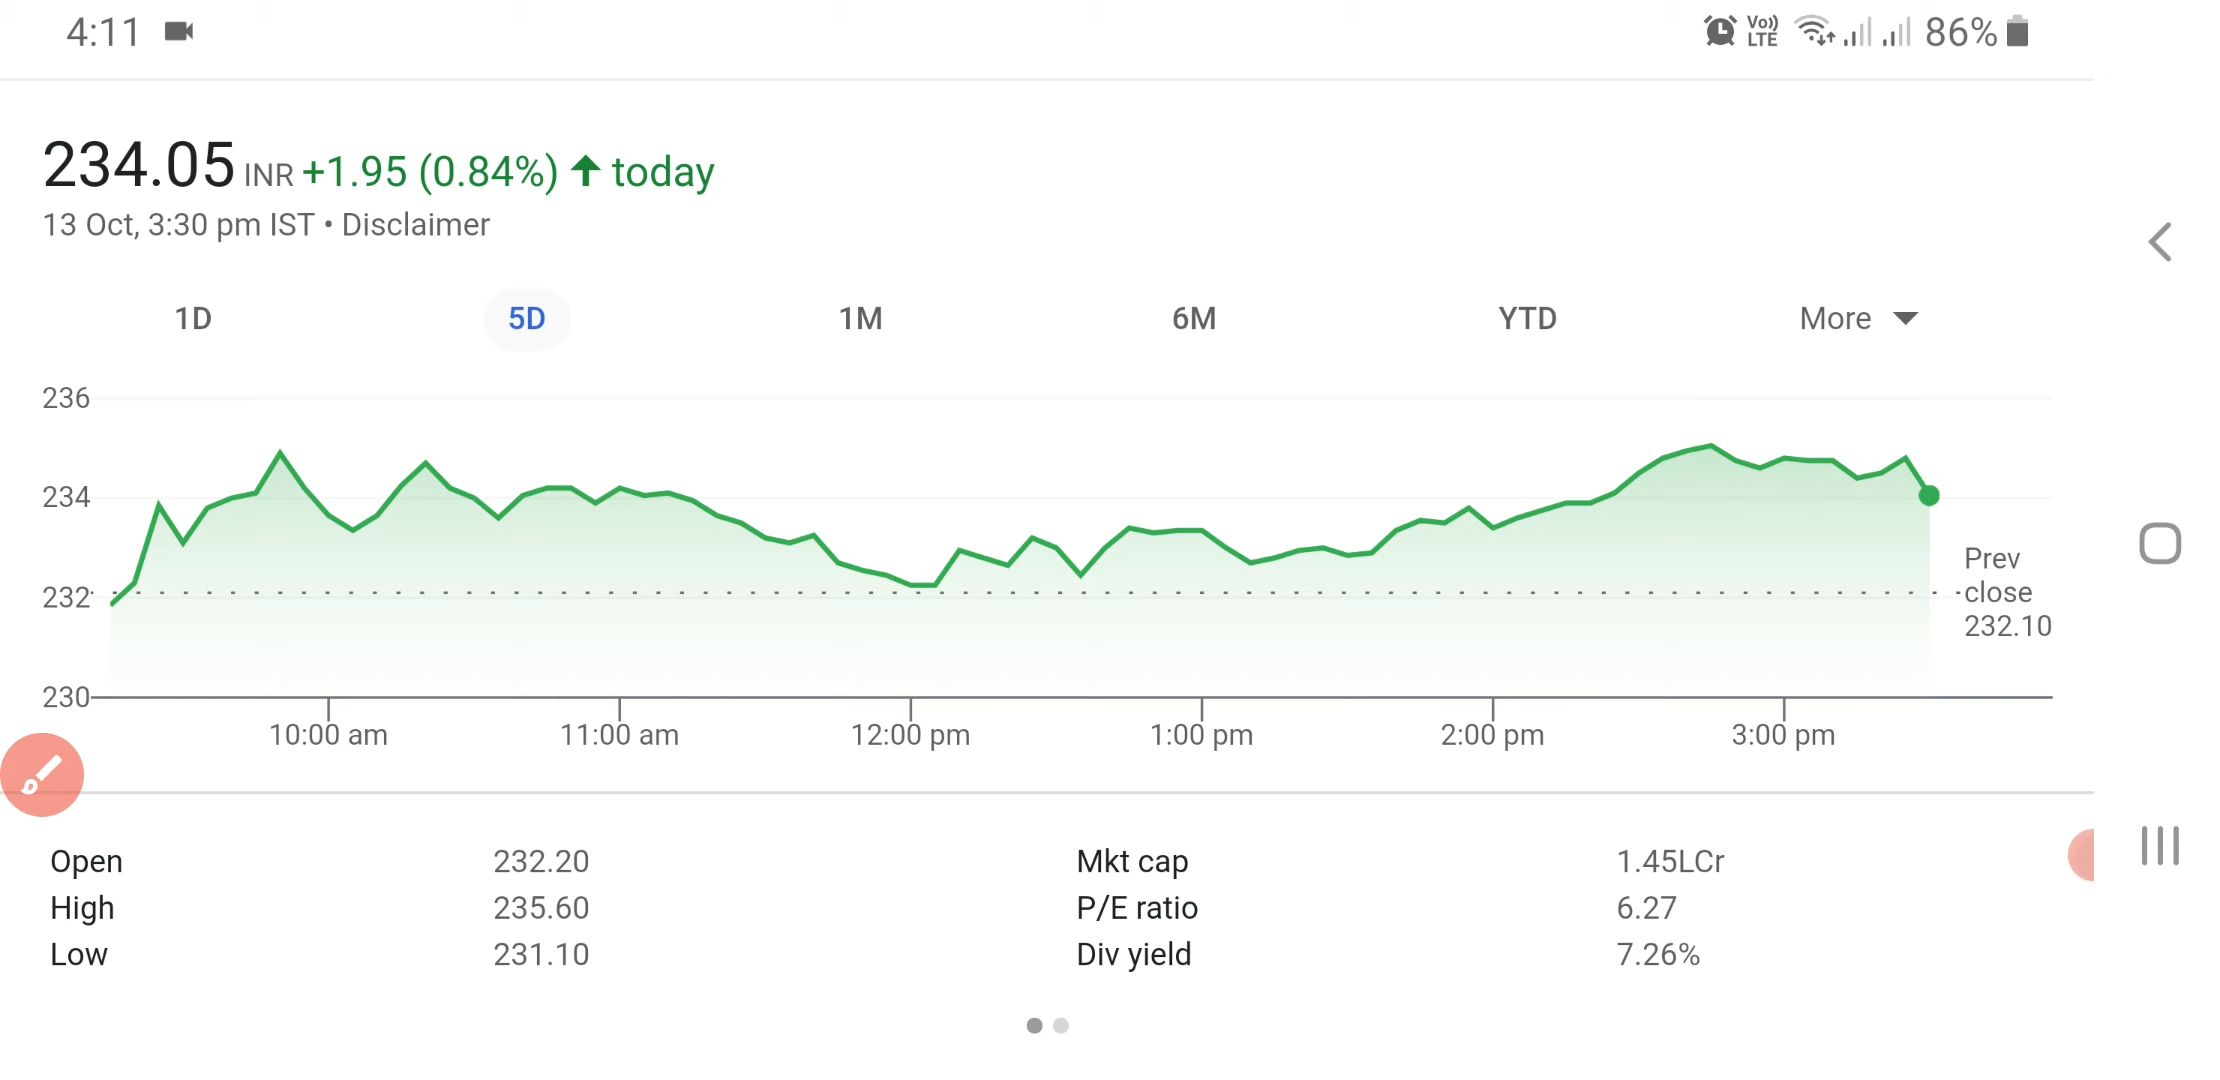 4:11 Vo)) LTE 86%
234.05 INR +1.95 (0.84%) today
13 Oct, 3:30 pm IST • Disclaimer
1D 5D 1M 6M YTD More
236
234
232
230
Prev
close
232.10
10:00 am 11:00 am 12:00 pm 1:00 pm 2:00 pm 3:00 pm
Open 232.20 Mkt cap 1.45LCr
High 235.60 P/E ratio 6.27
Low 231.10 Div yield 7.26%